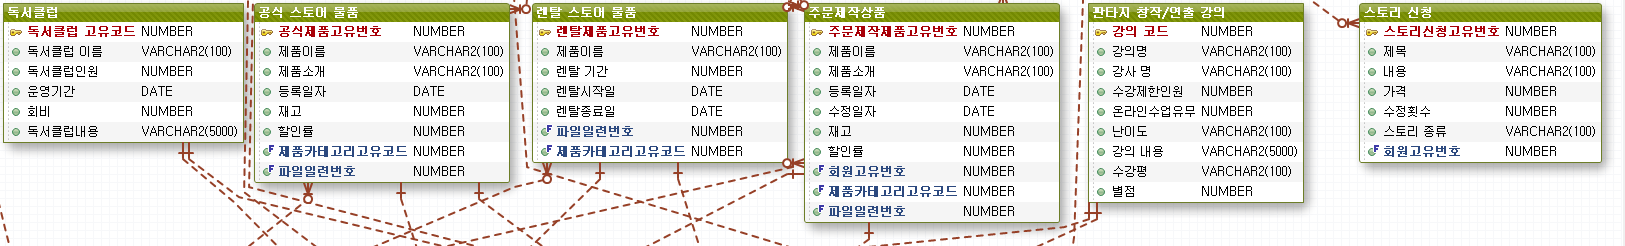 독서클럽
독서클럽 고유코드 NUMBER
독서클럽 이름 VARCHAR2(100)
독서클럽인원 NUMBER
운영기간 DATE
회비 NUMBER
독서클럽내용 VARCHAR2(5000)
공식 스토어 물품
공식제품고유번호 NUMBER
제품이름 VARCHAR2(100)
제품소개 VARCHAR2(100)
등록일자 DATE
재고 NUMBER
할인률 NUMBER
제품카테고리고유코드 NUMBER
파일일련번호 NUMBER
렌탈 스토어 물품
렌탈제품고유번호 NUMBER
제품이름 VARCHAR2(100)
렌탈 기간 NUMBER
렌탈시작일 DATE
렌탈종료일 DATE
파일일련번호 NUMBER
제품카테고리고유코드 NUMBER
주문제작상품
주문제작제품고유번호 NUMBER
제품이름 VARCHAR2(100)
제품소개 VARCHAR2(100)
등록일자 DATE
수정일자 DATE
재고 NUMBER
할인률 NUMBER
회원고유번호 NUMBER
제품카테고리고유코드 NUMBER
파일일련번호 NUMBER
판타지 창작/연출 강의
강의 코드 NUMBER
강의명 VARCHAR2(100)
강사 명 VARCHAR2(100)
수강제한인원 NUMBER
온라인수업유무 NUMBER
난이도 VARCHAR2(100)
강의 내용 VARCHAR2(5000)
수강평 VARCHAR2(100)
별점 NUMBER
스토리 신청
스토리신청고유번호 NUMBER
제목 VARCHAR2(100)
내용 VARCHAR2(100)
가격 NUMBER
수정횟수 NUMBER
스토리 종류 VARCHAR2(100)
회원고유번호 NUMBER